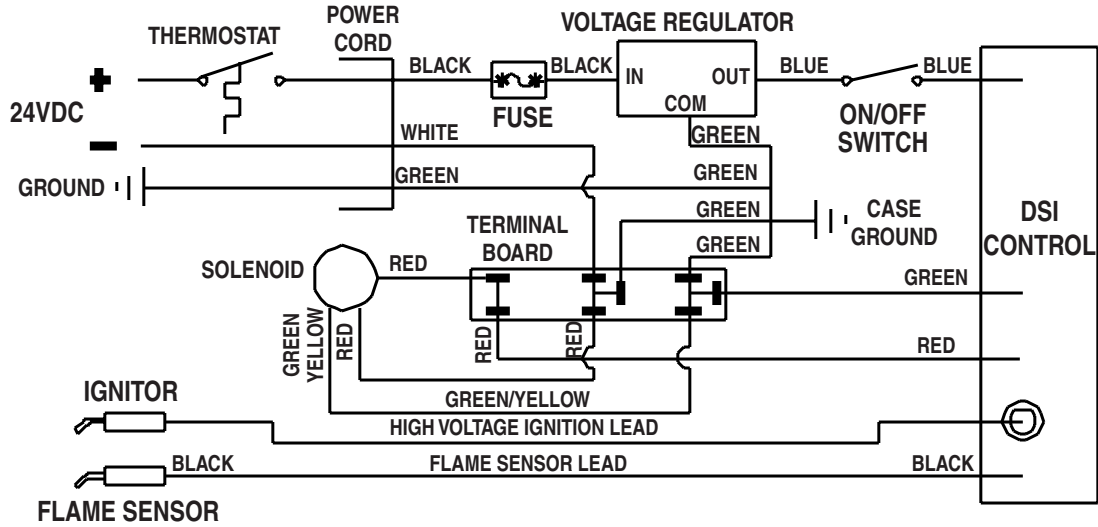 POWER
CORD
VOLTAGE REGULATOR
THERMOSTAT
+
24VDC
BLACK
BLACK
IN
OUT
COM
BLUE
BLUE
FUSE
ON/OFF
SWITCH
WHITE
GREEN
GROUND
GREEN
GREEN
GREEN
CASE
GROUND
DSI
CONTROL
TERMINAL
BOARD
GREEN
SOLENOID
RED
GREEN
GREEN
YELLOW
RED
RED
RED
RED
IGNITOR
GREEN/YELLOW
HIGH VOLTAGE IGNITION LEAD
BLACK
FLAME SENSOR LEAD
BLACK
FLAME SENSOR